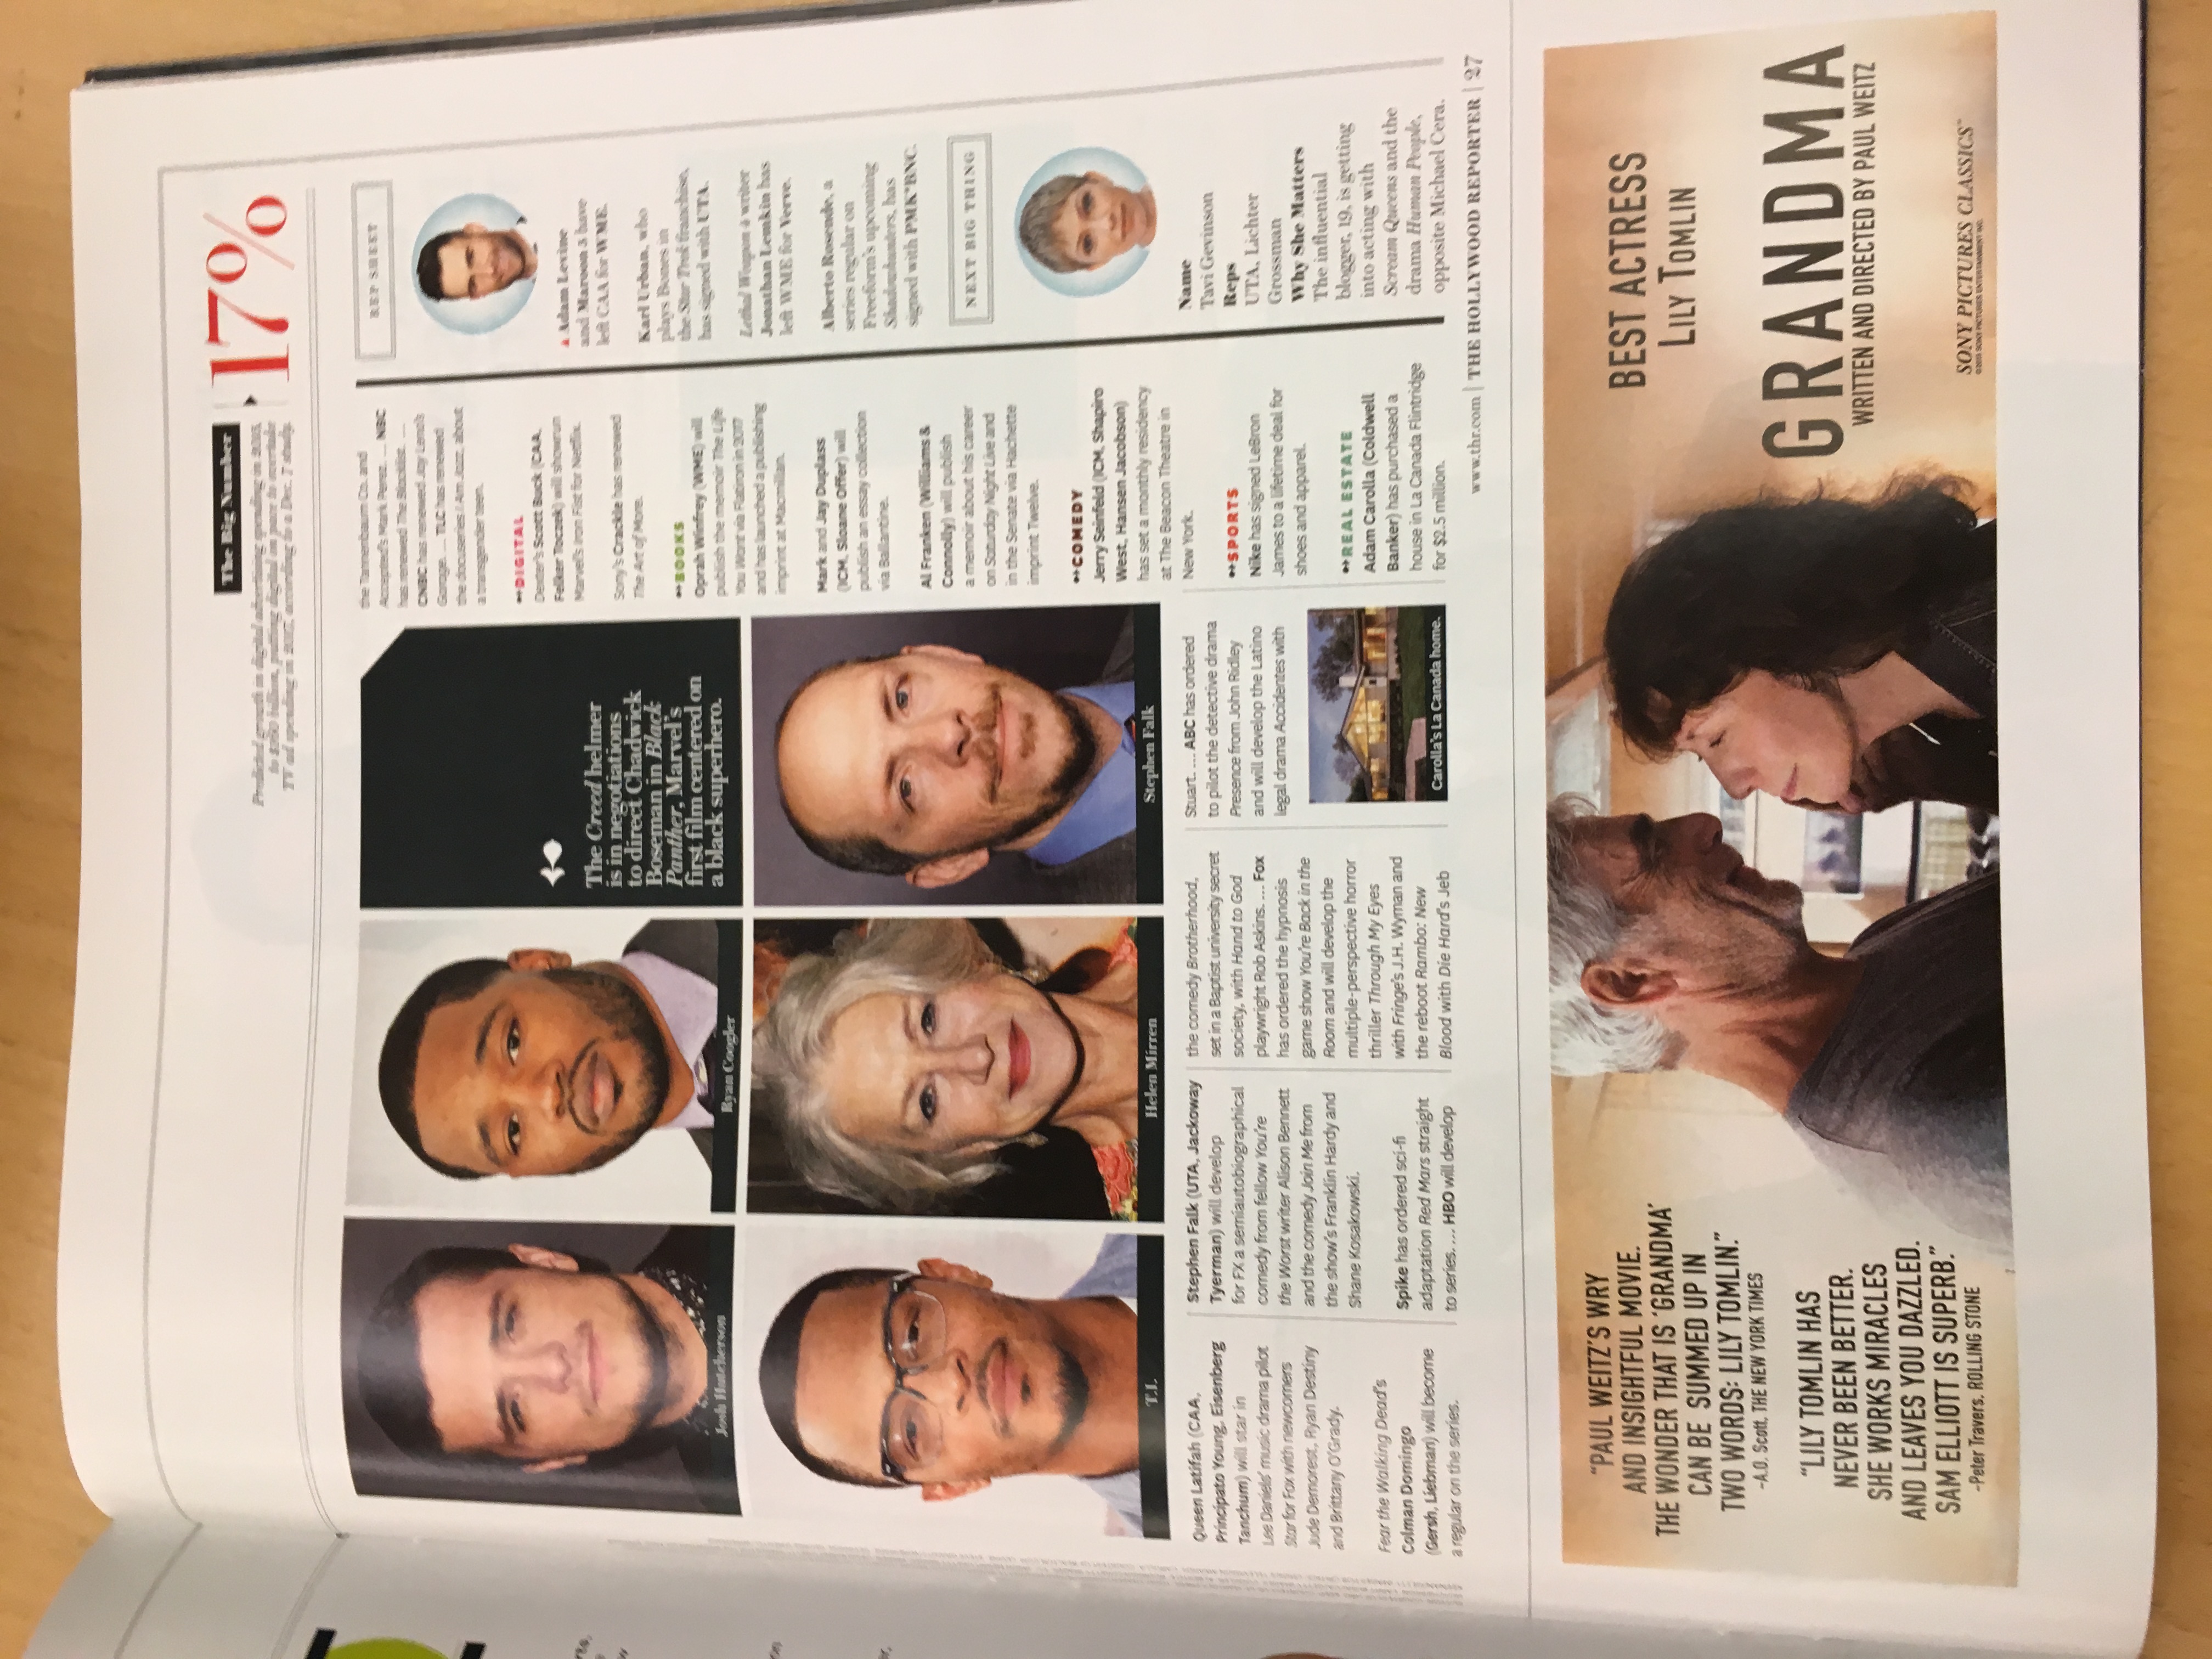 The Big Number
17%
Predicted growth in digital advertising spending in 2015,
to $160 billion, putting digital on pace to overtake
TV ad spending in 2017, according to a Dec. 7 study.
Josh Hutcherson
Ryan Coogler
The Creed helmer
is in negotiations
to direct Chadwick
Boseman in Black
Panther, Marvel's
first film centered on
a black superhero.
T.I.
Helen Mirren
Stephen Falk
Queen Latifah (CAA,
Principato Young, Eisenberg
Tanchum) will star in
Lee Daniels' music drama pilot
Star for Fox with newcomers
Jude Demorest, Ryan Destiny
and Brittany O'Grady.
Fear the Walking Dead's
Colman Domingo
(Gersh, Liebman) will become
a regular on the series.
Stephen Falk (UTA, Jackoway
Tyerman) will develop
for FX a semiautobiographical
comedy from fellow You're
the Worst writer Alison Bennett
and the comedy Join Me from
the show's Franklin Hardy and
Shane Kosakowski.
Spike has ordered sci-fi
adaptation Red Mars straight
to series. ... HBO will develop
the comedy Brotherhood,
set in a Baptist university secret
society, with Hand to God
playwright Rob Askins. ... Fox
has ordered the hypnosis
game show You're Back in the
Room and will develop the
multiple-perspective horror
thriller Through My Eyes
with Fringe's J.H. Wyman and
the reboot Rambo: New
Blood with Die Hard's Jeb
Stuart. ... ABC has ordered
to pilot the detective drama
Presence from John Ridley
and will develop the Latino
legal drama Accidentes with
Carolla's La Canada home.
the Tannenbaum Co. and
Accepted's Mark Perez. ... NBC
has renewed The Blacklist. ...
CNBC has renewed Jay Leno's
Garage. ... TLC has renewed
the docuseries I Am Jazz, about
a transgender teen.
DIGITAL
Dexter's Scott Buck (CAA,
Felker Toczek) will showrun
Marvel's Iron Fist for Netflix.
Sony's Crackle has renewed
The Art of More.
BOOKS
Oprah Winfrey (WME) will
publish the memoir The Life
You Want via Flatiron in 2017
and has launched a publishing
imprint at Macmillan.
Mark and Jay Duplass
(ICM, Sloane Offer) will
publish an essay collection
via Ballantine.
Al Franken (Williams &
Connolly) will publish
a memoir about his career
on Saturday Night Live and
in the Senate via Hachette
imprint Twelve.
COMEDY
Jerry Seinfeld (ICM, Shapiro
West, Hansen Jacobson)
has set a monthly residency
at The Beacon Theatre in
New York.
SPORTS
Nike has signed LeBron
James to a lifetime deal for
shoes and apparel.
REAL ESTATE
Adam Carolla (Coldwell
Banker) has purchased a
house in La Canada Flintridge
for $2.5 million.
REP SHEET
Adam Levine
and Maroon 5 have
left CAA for WME.
Karl Urban, who
plays Bones in
the Star Trek franchise,
has signed with UTA.
Lethal Weapon 4 writer
Jonathan Lemkin has
left WME for Verve.
Alberto Rosende, a
series regular on
Freeform's upcoming
Shadowhunters, has
signed with PMK*BNC.
NEXT BIG THING
Name
Tavi Gevinson
Reps
UTA, Lichter
Grossman
Why She Matters
The influential
blogger, 19, is getting
into acting with
Scream Queens and the
drama Human People,
opposite Michael Cera.
www.thr.com | THE HOLLYWOOD REPORTER | 27
"PAUL WEITZ'S WRY
AND INSIGHTFUL MOVIE.
THE WONDER THAT IS 'GRANDMA'
CAN BE SUMMED UP IN
TWO WORDS: LILY TOMLIN."
-A.O. Scott, THE NEW YORK TIMES
"LILY TOMLIN HAS
NEVER BEEN BETTER.
SHE WORKS MIRACLES
AND LEAVES YOU DAZZLED.
SAM ELLIOTT IS SUPERB."
-Peter Travers, ROLLING STONE
BEST ACTRESS
LILY TOMLIN
GRANDMA
WRITTEN AND DIRECTED BY PAUL WEITZ
SONY PICTURES CLASSICS™
©2015 SONY PICTURES ENTERTAINMENT INC.